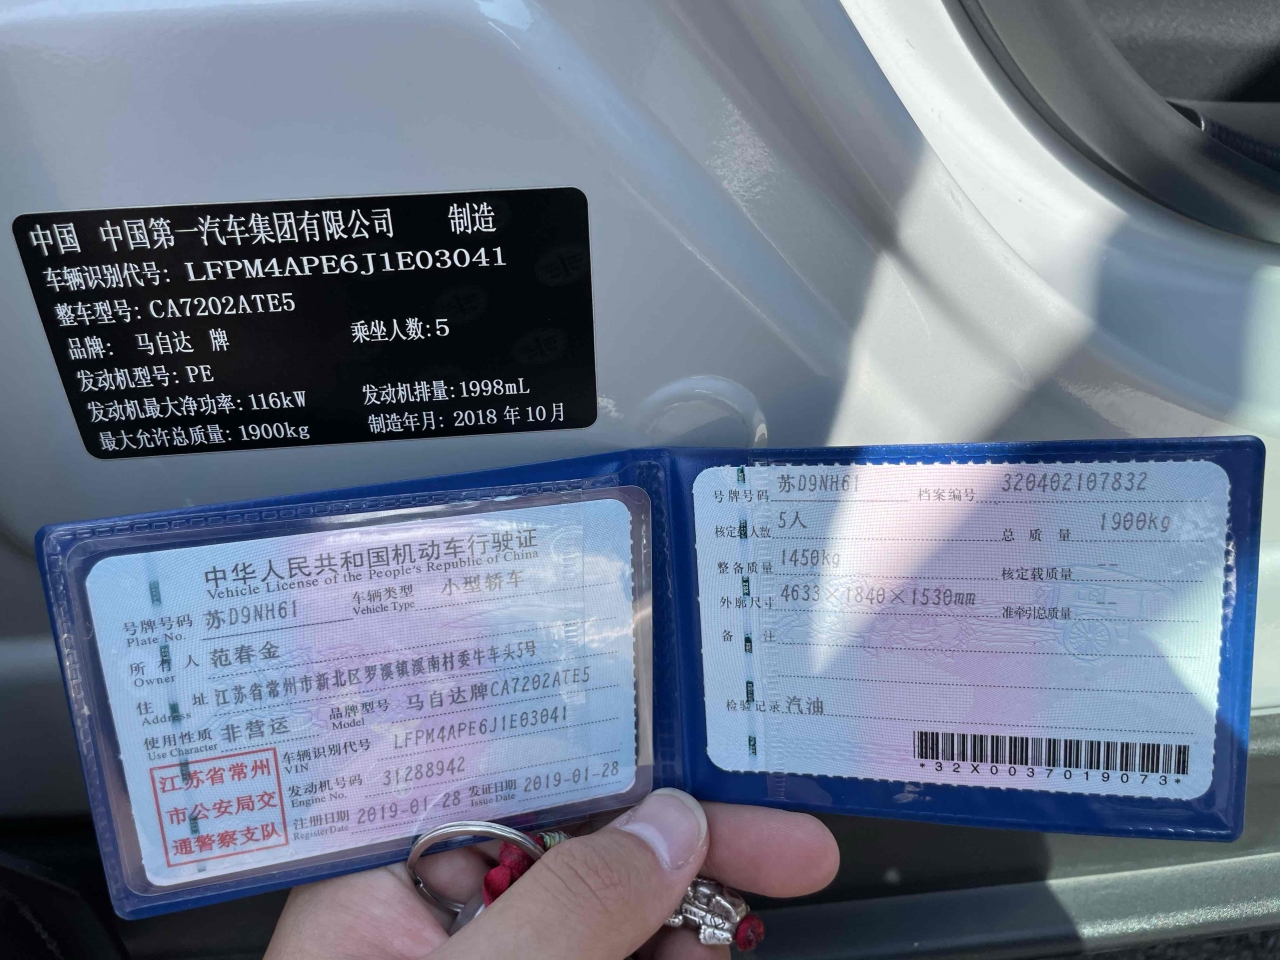 中国 中国第一汽车集团有限公司 制造
车辆识别代号: LFPM4APE6J1E03041
整车型号: CA7202ATE5
品牌: 马自达 牌 乘坐人数: 5
发动机型号: PE
发动机最大净功率: 116kW 发动机排量: 1998mL
最大允许总质量: 1900kg 制造年月: 2018 年 10 月
中华人民共和国机动车行驶证
Vehicle License of the People's Republic of China
号牌号码 苏D9NH61 车辆类型 小型轿车
Plate No. Vehicle Type
所有人 范春金
Owner
住址 江苏省常州市新北区罗溪镇溪南村委牛车头5号
Address
使用性质 非营运 品牌型号 马自达牌CA7202ATE5
Use Character Model
江苏省常州
市公安局交
通警察支队
车辆识别代号 LFPM4APE6J1E03041
VIN
发动机号码 31288942
Engine No.
注册日期 2019-01-28 发证日期 2019-01-28
Register Date Issue Date
号牌号码 苏D9NH61 档案编号 320402107832
核定载人数 5人 总质量 1900kg
整备质量 1450kg 核定载质量 --
外廓尺寸 4633×1840×1530mm 准牵引总质量 --
备注
检验记录 汽油
*32X0037019073*